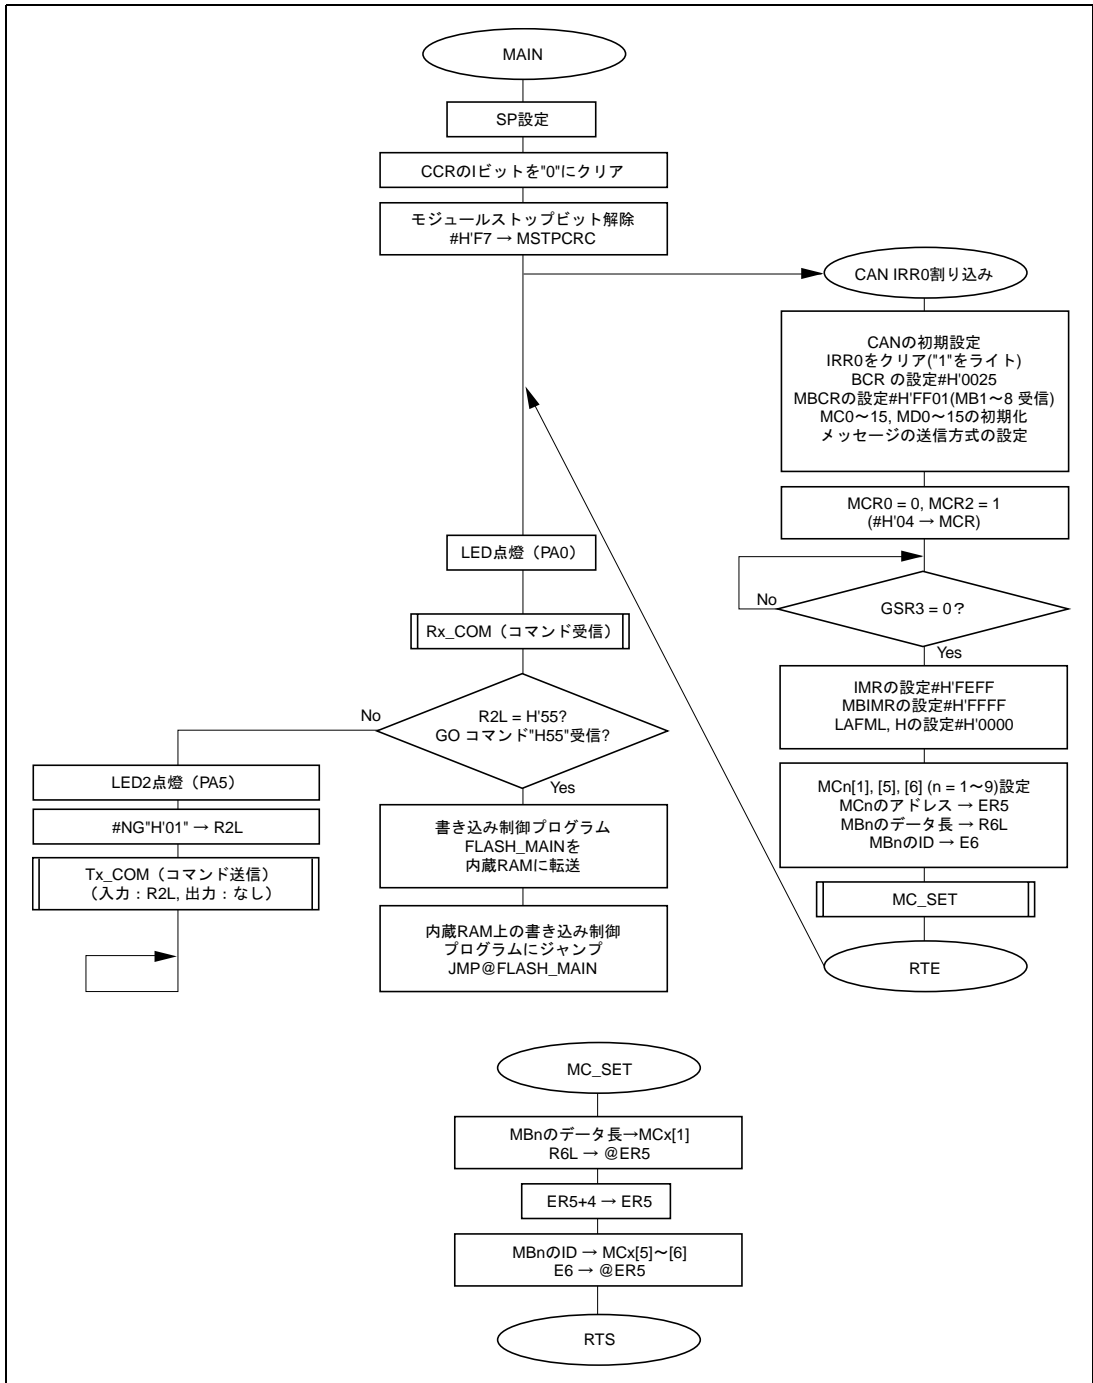 MAIN
SP設定
CCRのIビットを"0"にクリア
モジュールストップビット解除
#H'F7 → MSTPCRC
CAN IRR0割り込み
CANの初期設定
IRR0をクリア("1"をライト)
BCR の設定#H'0025
MBCRの設定#H'FF01(MB1～8 受信)
MC0～15, MD0～15の初期化
メッセージの送信方式の設定
MCR0 = 0, MCR2 = 1
(#H'04 → MCR)
GSR3 = 0？
No
Yes
IMRの設定#H'FEFF
MBIMRの設定#H'FFFF
LAFML, Hの設定#H'0000
MCn[1], [5], [6] (n = 1～9)設定
MCnのアドレス → ER5
MBnのデータ長 → R6L
MBnのID → E6
MC_SET
RTE
LED点燈（PA0）
Rx_COM（コマンド受信）
R2L = H'55?
GO コマンド"H55"受信?
No
Yes
LED2点燈（PA5）
#NG"H'01" → R2L
Tx_COM（コマンド送信）
（入力：R2L, 出力：なし）
書き込み制御プログラム
FLASH_MAINを
内蔵RAMに転送
内蔵RAM上の書き込み制御
プログラムにジャンプ
JMP@FLASH_MAIN
MC_SET
MBnのデータ長→MCx[1]
R6L → @ER5
ER5+4 → ER5
MBnのID → MCx[5]～[6]
E6 → @ER5
RTS